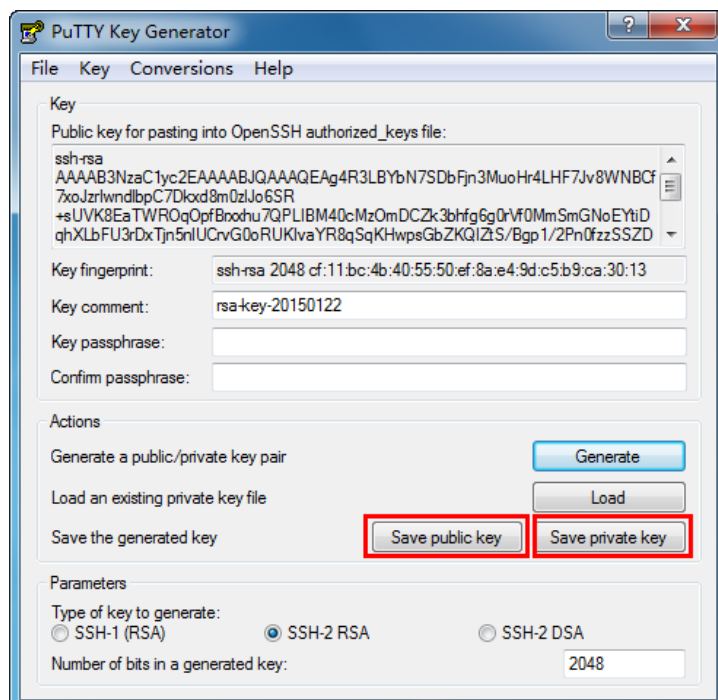 PuTTY Key Generator
File Key Conversions Help
Key
Public key for pasting into OpenSSH authorized_keys file:
ssh-rsa
AAAAB3NzaC1yc2EAAAABJQAAAQEAg4R3LBYbN7SDbFjn3MuoHr4LHF7Jv8WNBCf
7xoJzrlwndlbpC7Dkxd8m0zlJo6SR
+sUVK8EaTWROqOpfBrxxhu7QPLIBM40cMzOmDCZk3bhfg6g0rVf0MmSmGNoEYtiD
qhXLbFU3rDxTjn5nIUCrvG0oRUKlvaYR8qSqKHwpsGbZKQIZtS/Bgp1/2Pn0fzzSSZD
Key fingerprint: ssh-rsa 2048 cf:11:bc:4b:40:55:50:ef:8a:e4:9d:c5:b9:ca:30:13
Key comment: rsa-key-20150122
Key passphrase:
Confirm passphrase:
Actions
Generate a public/private key pair Generate
Load an existing private key file Load
Save the generated key Save public key Save private key
Parameters
Type of key to generate:
SSH-1 (RSA) SSH-2 RSA SSH-2 DSA
Number of bits in a generated key: 2048